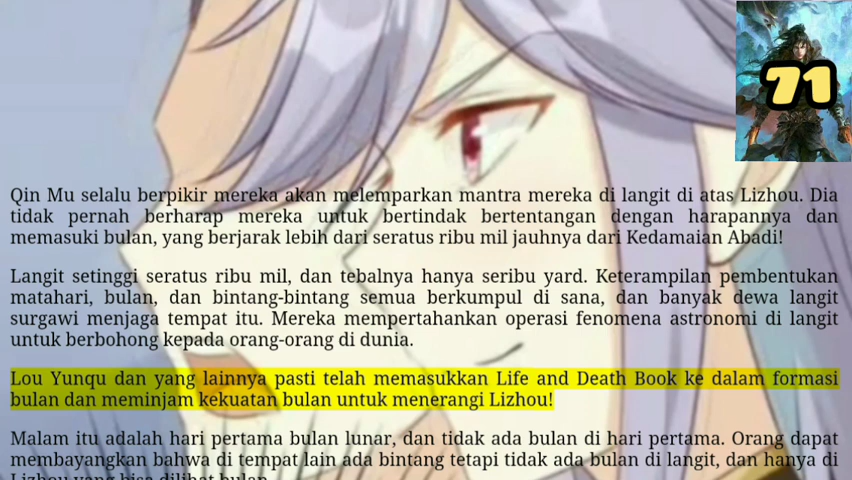 71
Qin Mu selalu berpikir mereka akan melemparkan mantra mereka di langit di atas Lizhou. Dia
tidak pernah berharap mereka untuk bertindak bertentangan dengan harapannya dan
memasuki bulan, yang berjarak lebih dari seratus ribu mil jauhnya dari Kedamaian Abadi!
Langit setinggi seratus ribu mil, dan tebalnya hanya seribu yard. Keterampilan pembentukan
matahari, bulan, dan bintang-bintang semua berkumpul di sana, dan banyak dewa langit
surgawi menjaga tempat itu. Mereka mempertahankan operasi fenomena astronomi di langit
untuk berbohong kepada orang-orang di dunia.
Lou Yunqu dan yang lainnya pasti telah memasukkan Life and Death Book ke dalam formasi
bulan dan meminjam kekuatan bulan untuk menerangi Lizhou!
Malam itu adalah hari pertama bulan lunar, dan tidak ada bulan di hari pertama. Orang dapat
membayangkan bahwa di tempat lain ada bintang tetapi tidak ada bulan di langit, dan hanya di
Lizhou yang bisa dilihat bulan.